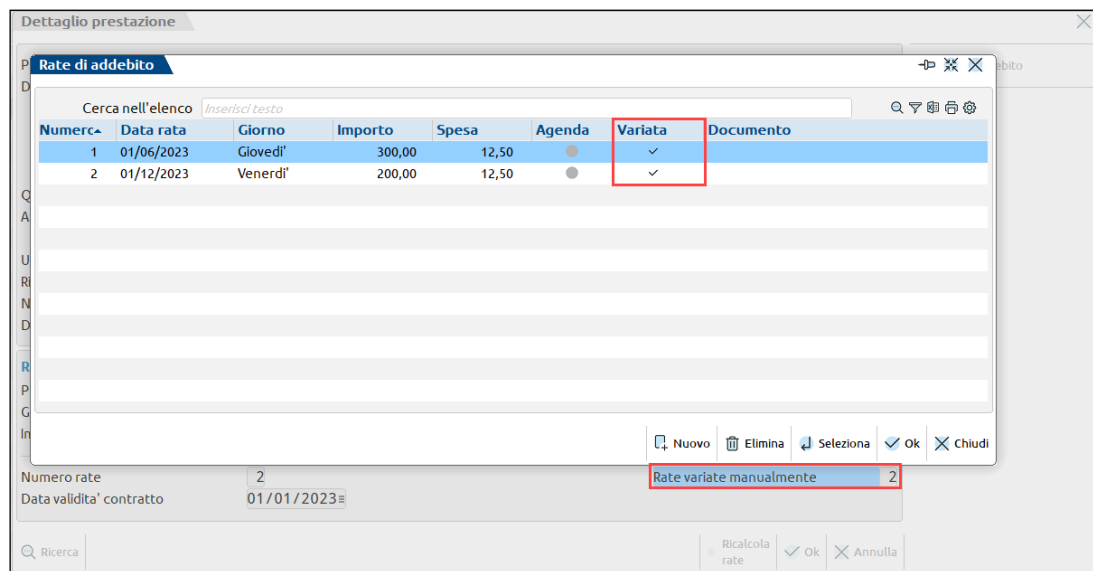 Dettaglio prestazione
P Rate di addebito ebito
D
Cerca nell'elenco Inserisci testo
Numero Data rata Giorno Importo Spesa Agenda Variata Documento
1 01/06/2023 Giovedi' 300,00 12,50
2 01/12/2023 Venerdi' 200,00 12,50
Q
A
U
Ri
N
D
R
P
G
In
Nuovo Elimina Seleziona Ok Chiudi
Numero rate 2 Rate variate manualmente 2
Data validita' contratto 01/01/2023
Ricerca Ricalcola rate Ok Annulla